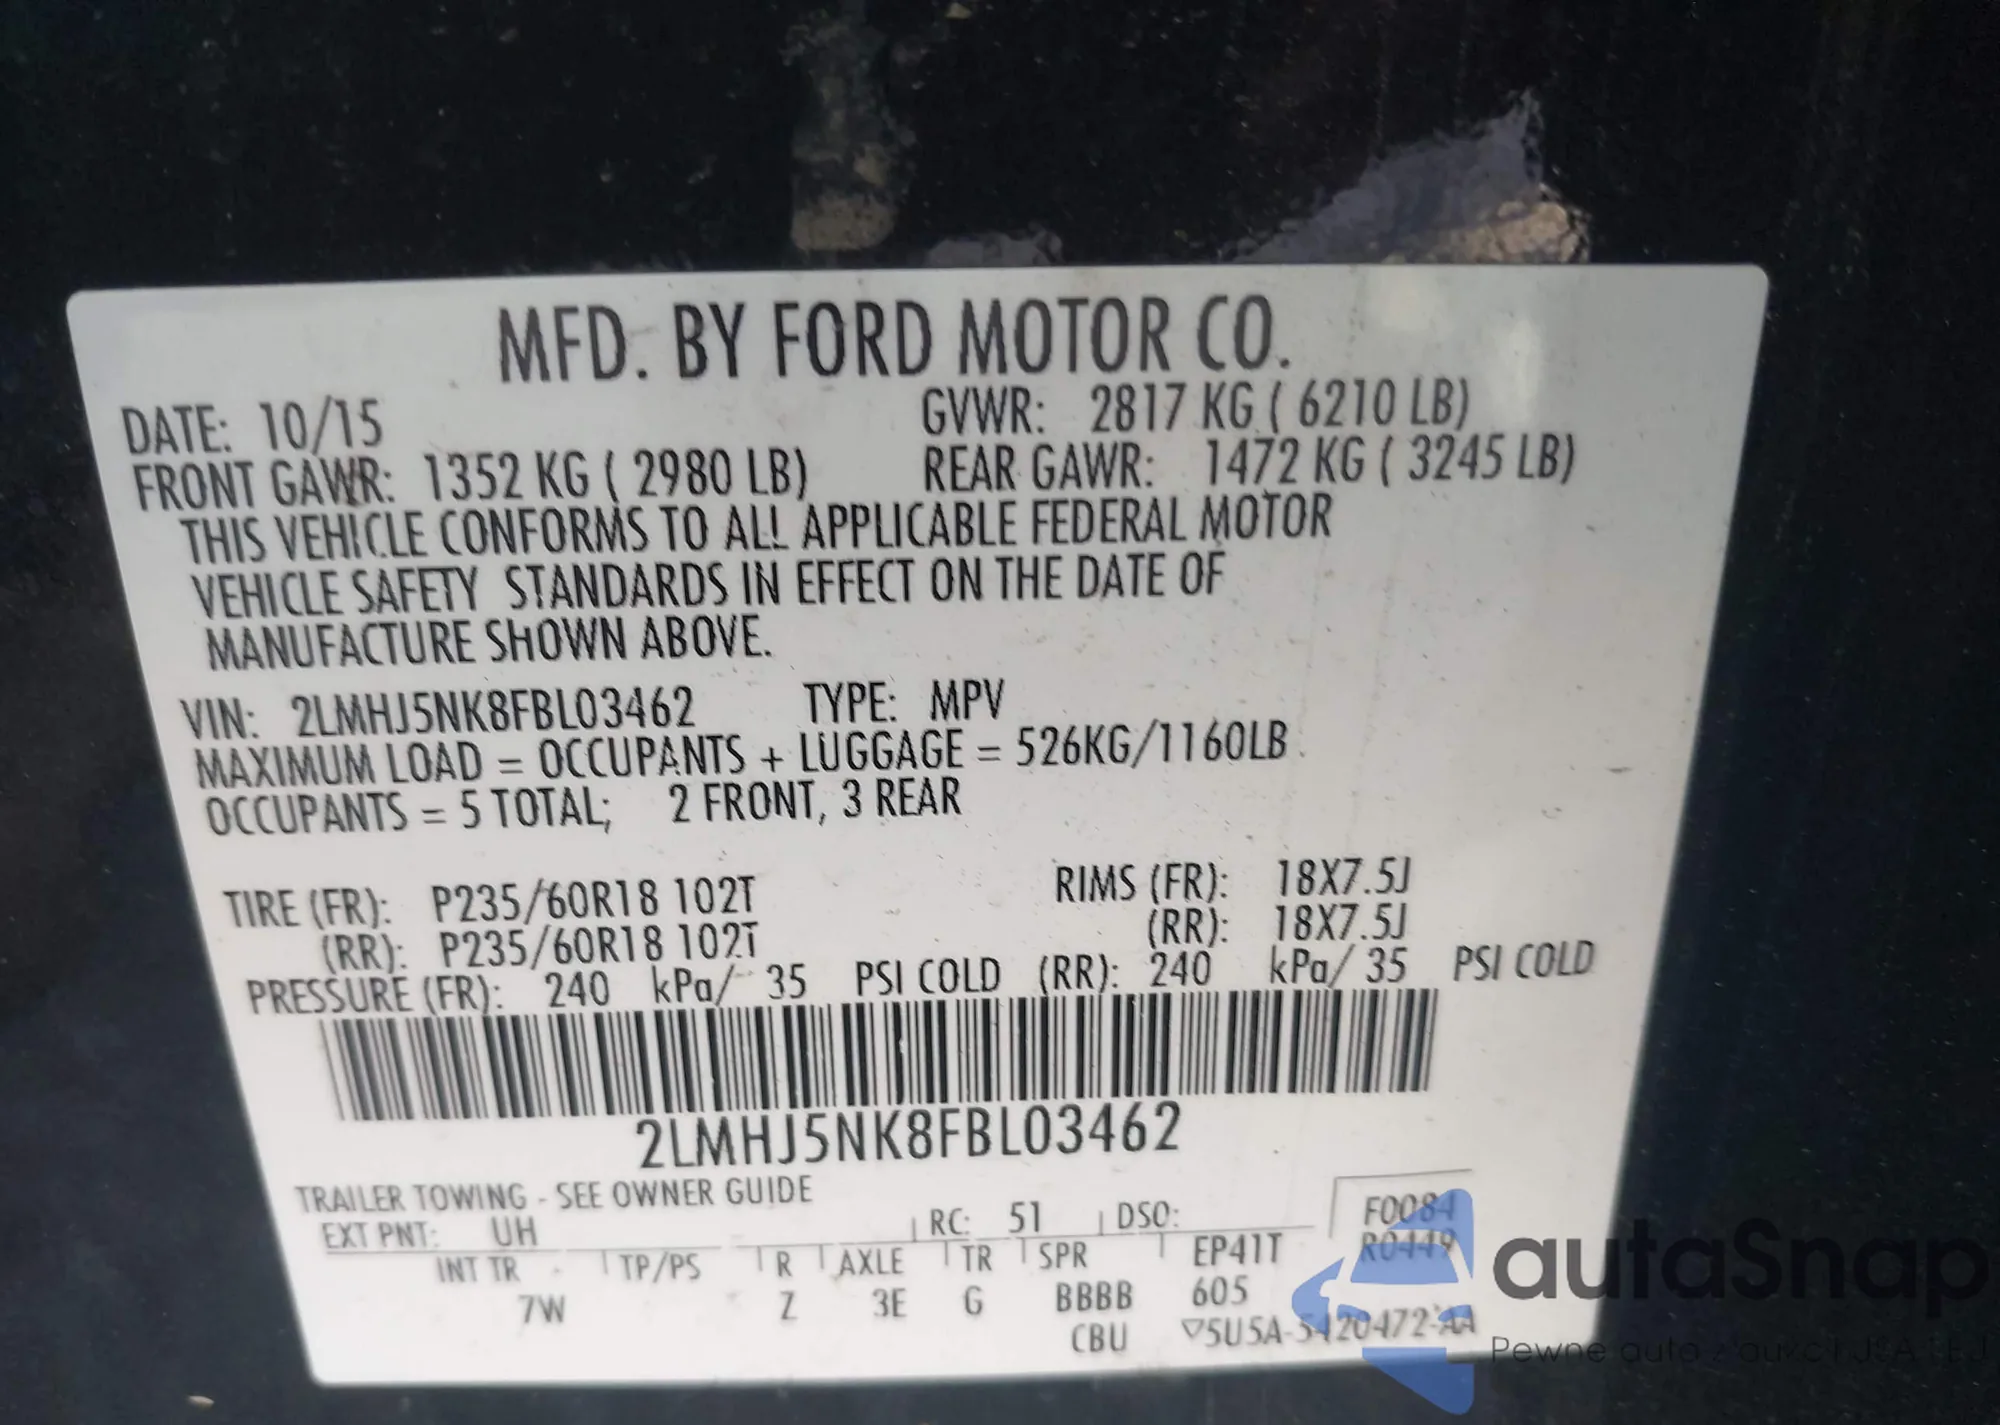 MFD. BY FORD MOTOR CO.
DATE: 10/15 GVWR: 2817 KG ( 6210 LB)
FRONT GAWR: 1352 KG ( 2980 LB) REAR GAWR: 1472 KG ( 3245 LB)
THIS VEHICLE CONFORMS TO ALL APPLICABLE FEDERAL MOTOR
VEHICLE SAFETY STANDARDS IN EFFECT ON THE DATE OF
MANUFACTURE SHOWN ABOVE.
VIN: 2LMHJ5NK8FBL03462 TYPE: MPV
MAXIMUM LOAD = OCCUPANTS + LUGGAGE = 526KG/1160LB
OCCUPANTS = 5 TOTAL; 2 FRONT, 3 REAR
TIRE (FR): P235/60R18 102T RIMS (FR): 18X7.5J
(RR): P235/60R18 102T (RR): 18X7.5J
PRESSURE (FR): 240 kPa/ 35 PSI COLD (RR): 240 kPa/ 35 PSI COLD
2LMHJ5NK8FBL03462
TRAILER TOWING - SEE OWNER GUIDE
EXT PNT: UH RC: 51 DSO: F0084
INT TR TP/PS R AXLE TR SPR EP41T R0449
7W Z 3E G BBBB 605
CBU ▽5U5A-5420472-AA
autaSnap
Pewne auto z